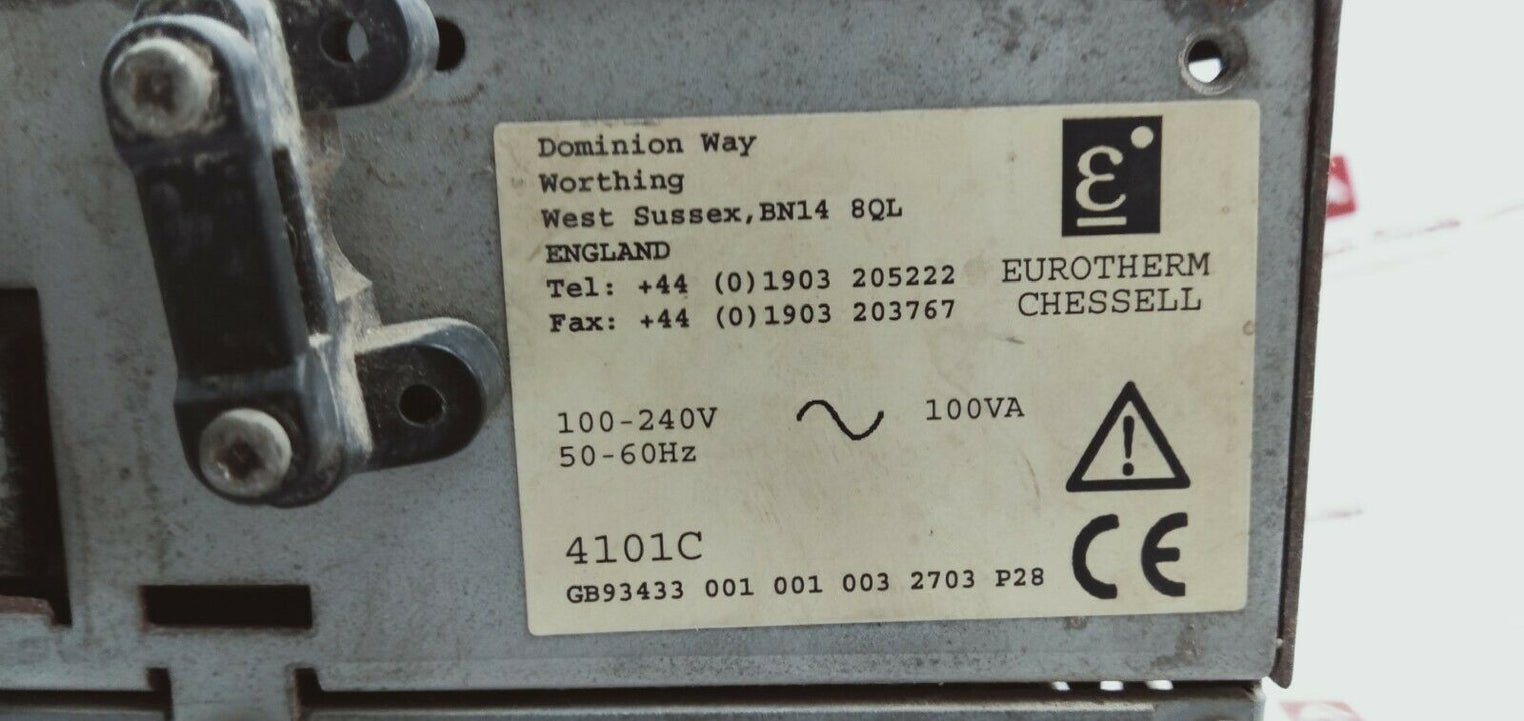 Dominion Way
Worthing
West Sussex,BN14 8QL
ENGLAND
Tel: +44 (0)1903 205222
Fax: +44 (0)1903 203767
EUROTHERM
CHESSELL
100-240V 100VA
50-60Hz
4101C
GB93433 001 001 003 2703 P28
CE